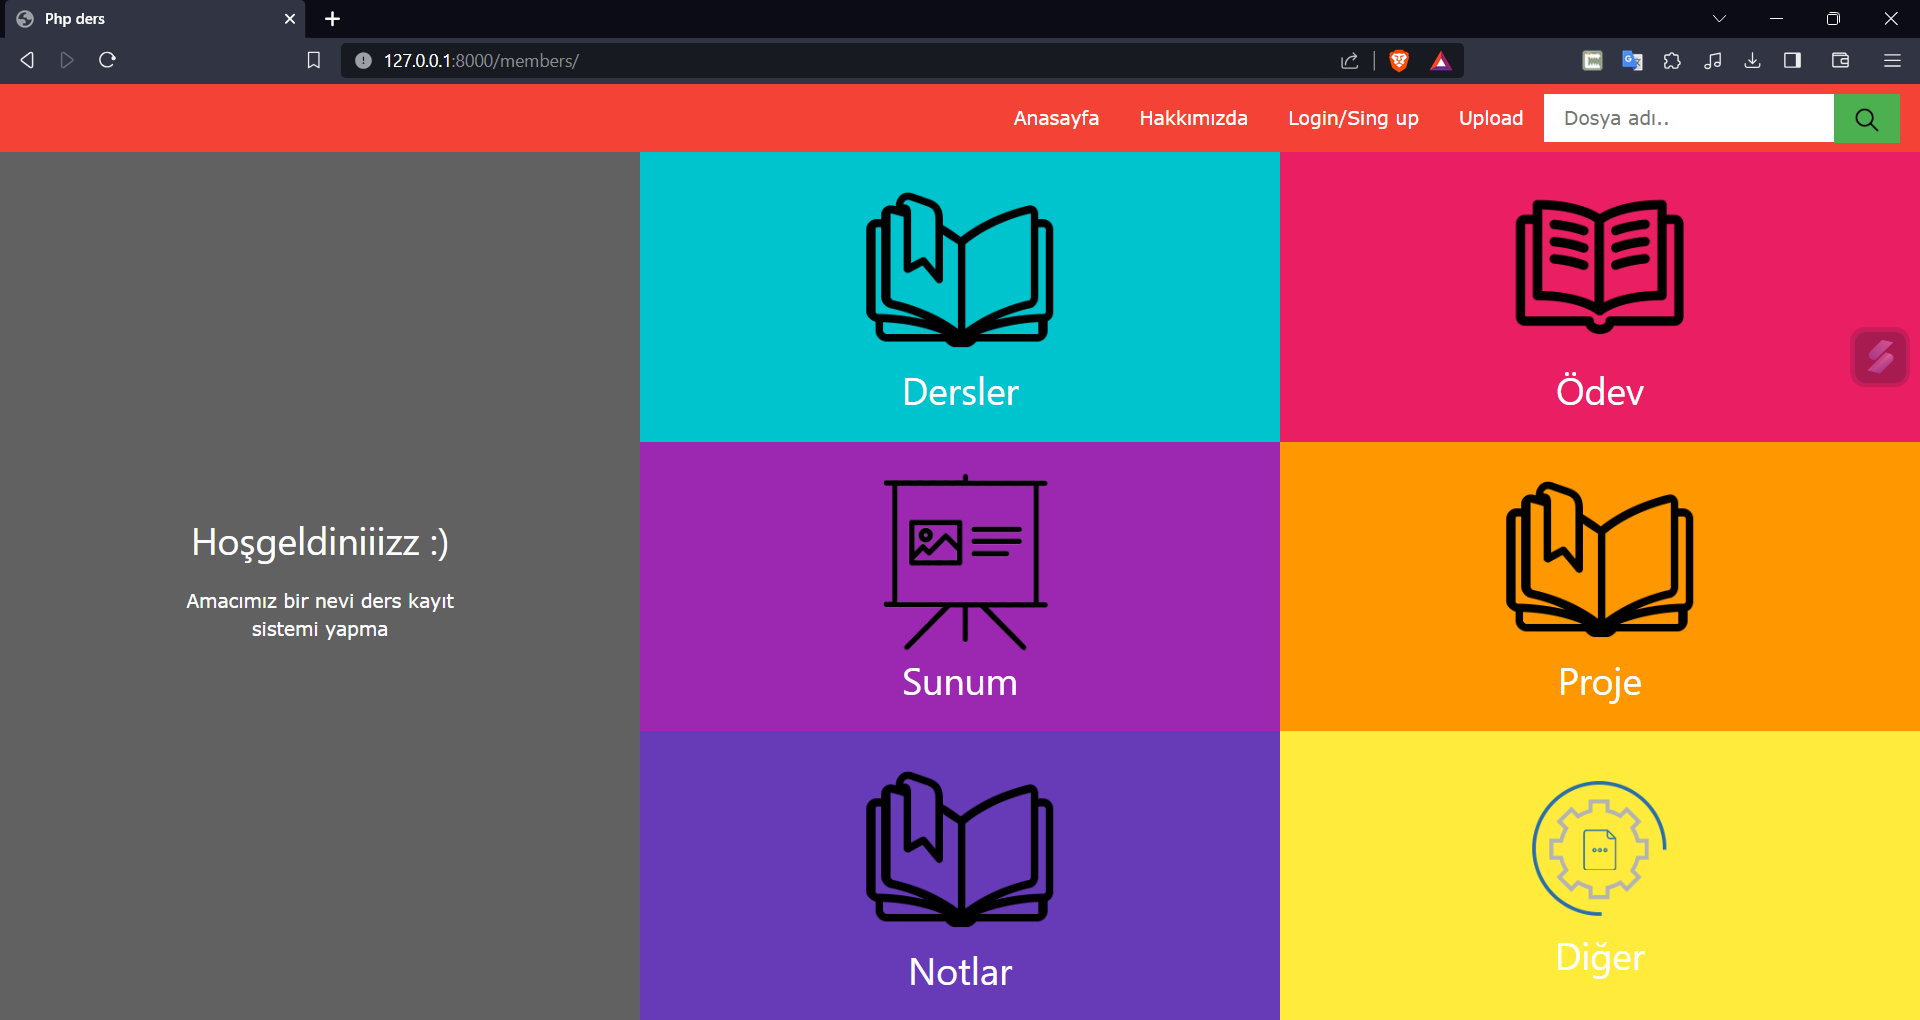 Php ders
127.0.0.1:8000/members/
Anasayfa Hakkımızda Login/Sing up Upload Dosya adı..
Dersler
Ödev
Hoşgeldiniiizz :)
Amacımız bir nevi ders kayıt
sistemi yapma
Sunum
Proje
Notlar
Diğer